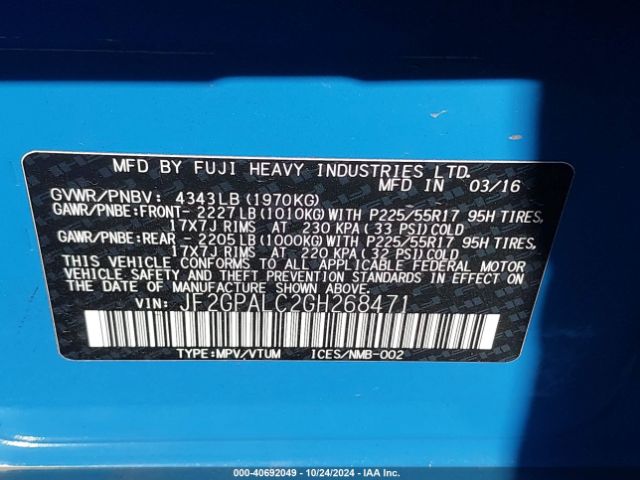 MFD BY FUJI HEAVY INDUSTRIES LTD.
MFD IN 03/16
GVWR/PNBV: 4343LB (1970KG)
GAWR/PNBE:FRONT- 2227LB(1010KG) WITH P225/55R17 95H TIRES,
17X7J RIMS AT 230 KPA (33 PSI) COLD
GAWR/PNBE:REAR - 2205LB(1000KG) WITH P225/55R17 95H TIRES,
17X7J RIMS AT 220 KPA (32 PSI) COLD
THIS VEHICLE CONFORMS TO ALL APPLICABLE FEDERAL MOTOR
VEHICLE SAFETY AND THEFT PREVENTION STANDARDS IN EFFECT ON
THE DATE OF MANUFACTURE SHOWN ABOVE.
VIN: JF2GPALC2GH268471
TYPE:MPV/VTUM ICES/NMB-002
000-40692049 - 10/24/2024 - IAA Inc.